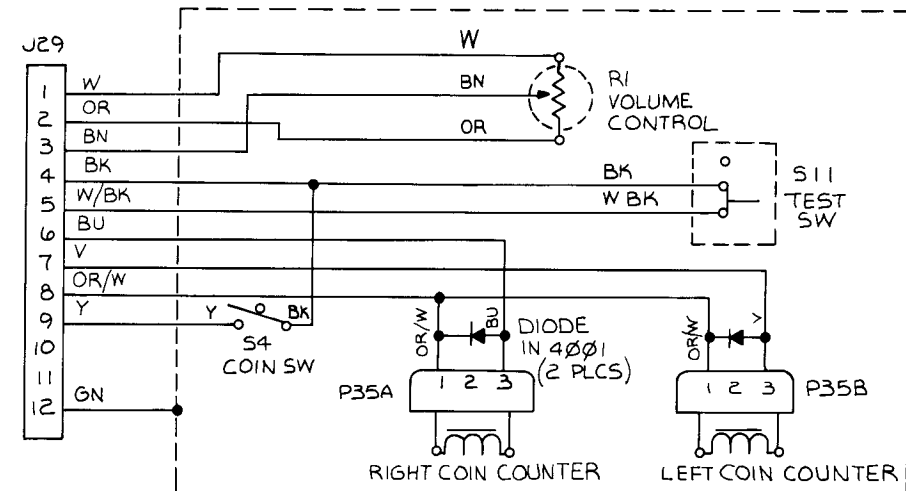 J29
1 W
2 OR
3 BN
4 BK
5 W/BK
6 BU
7 V
8 OR/W
9 Y
10
11
12 GN
W
BN
OR
R1
VOLUME
CONTROL
BK
W BK
S11
TEST
SW
Y
BK
S4
COIN SW
OR/W
BU
DIODE
IN 4001
(2 PLCS)
OR/W
V
P35A
1 2 3
1 2 3
P35B
RIGHT COIN COUNTER
LEFT COIN COUNTER